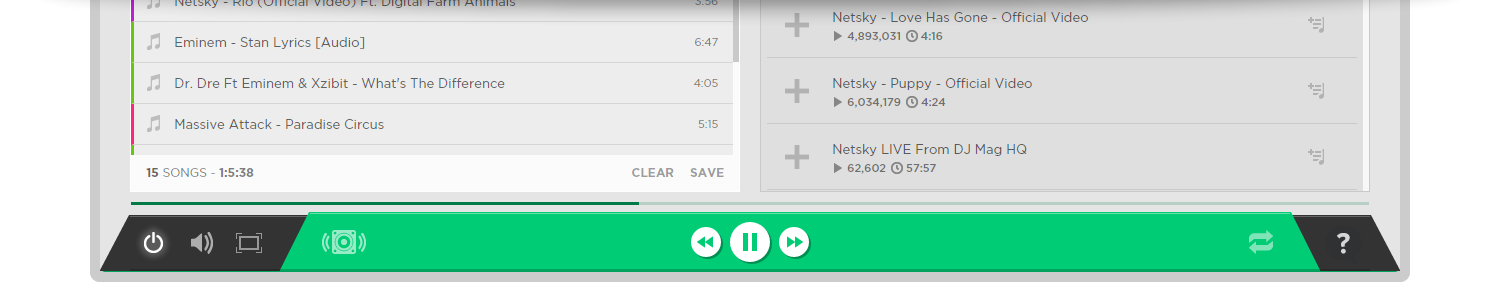 Netsky - Rio (Official Video) Ft. Digital Farm Animals 3:56
Eminem - Stan Lyrics [Audio] 6:47
Dr. Dre Ft Eminem & Xzibit - What's The Difference 4:05
Massive Attack - Paradise Circus 5:15
15 SONGS - 1:5:38 CLEAR SAVE
Netsky - Love Has Gone - Official Video
4,893,031 4:16
Netsky - Puppy - Official Video
6,034,179 4:24
Netsky LIVE From DJ Mag HQ
62,602 57:57
?